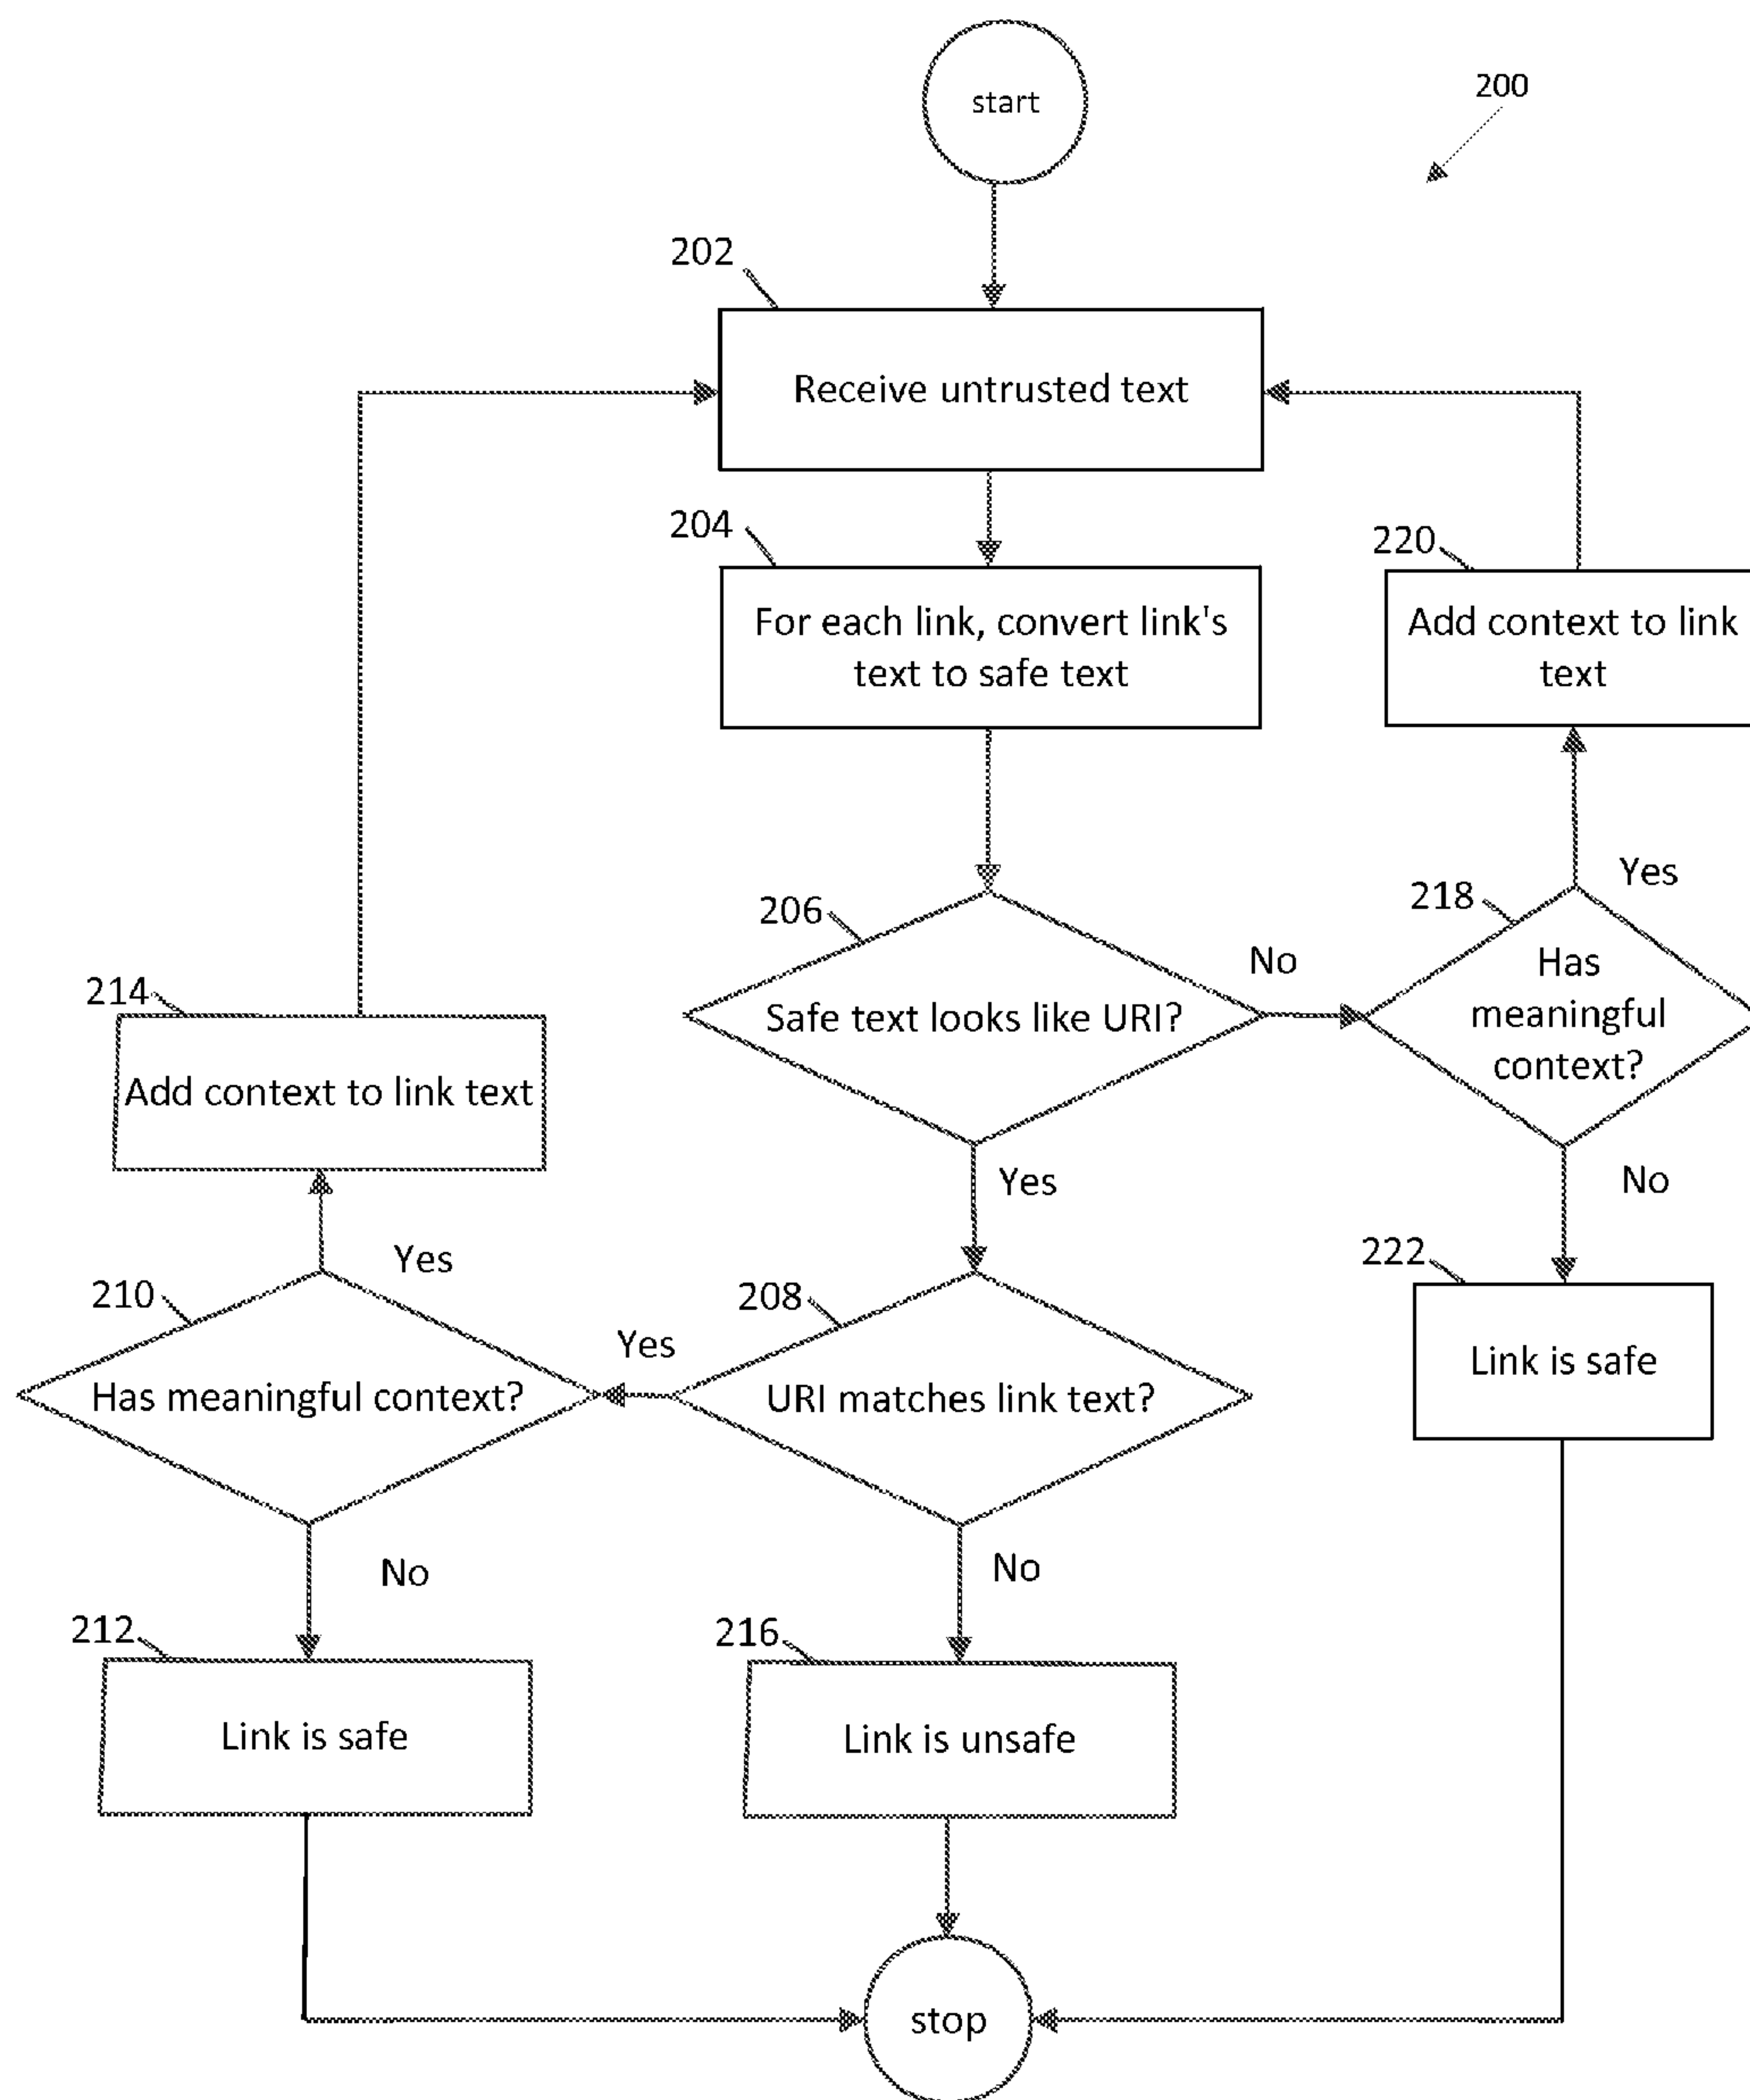 start
200
202
Receive untrusted text
204
For each link, convert link's
text to safe text
220
Add context to link
text
206
Safe text looks like URI?
No
218
Yes
Has
meaningful
context?
214
Add context to link text
Yes
No
210
Yes
Has meaningful context?
Yes
208
URI matches link text?
222
Link is safe
No
No
212
Link is safe
216
Link is unsafe
stop